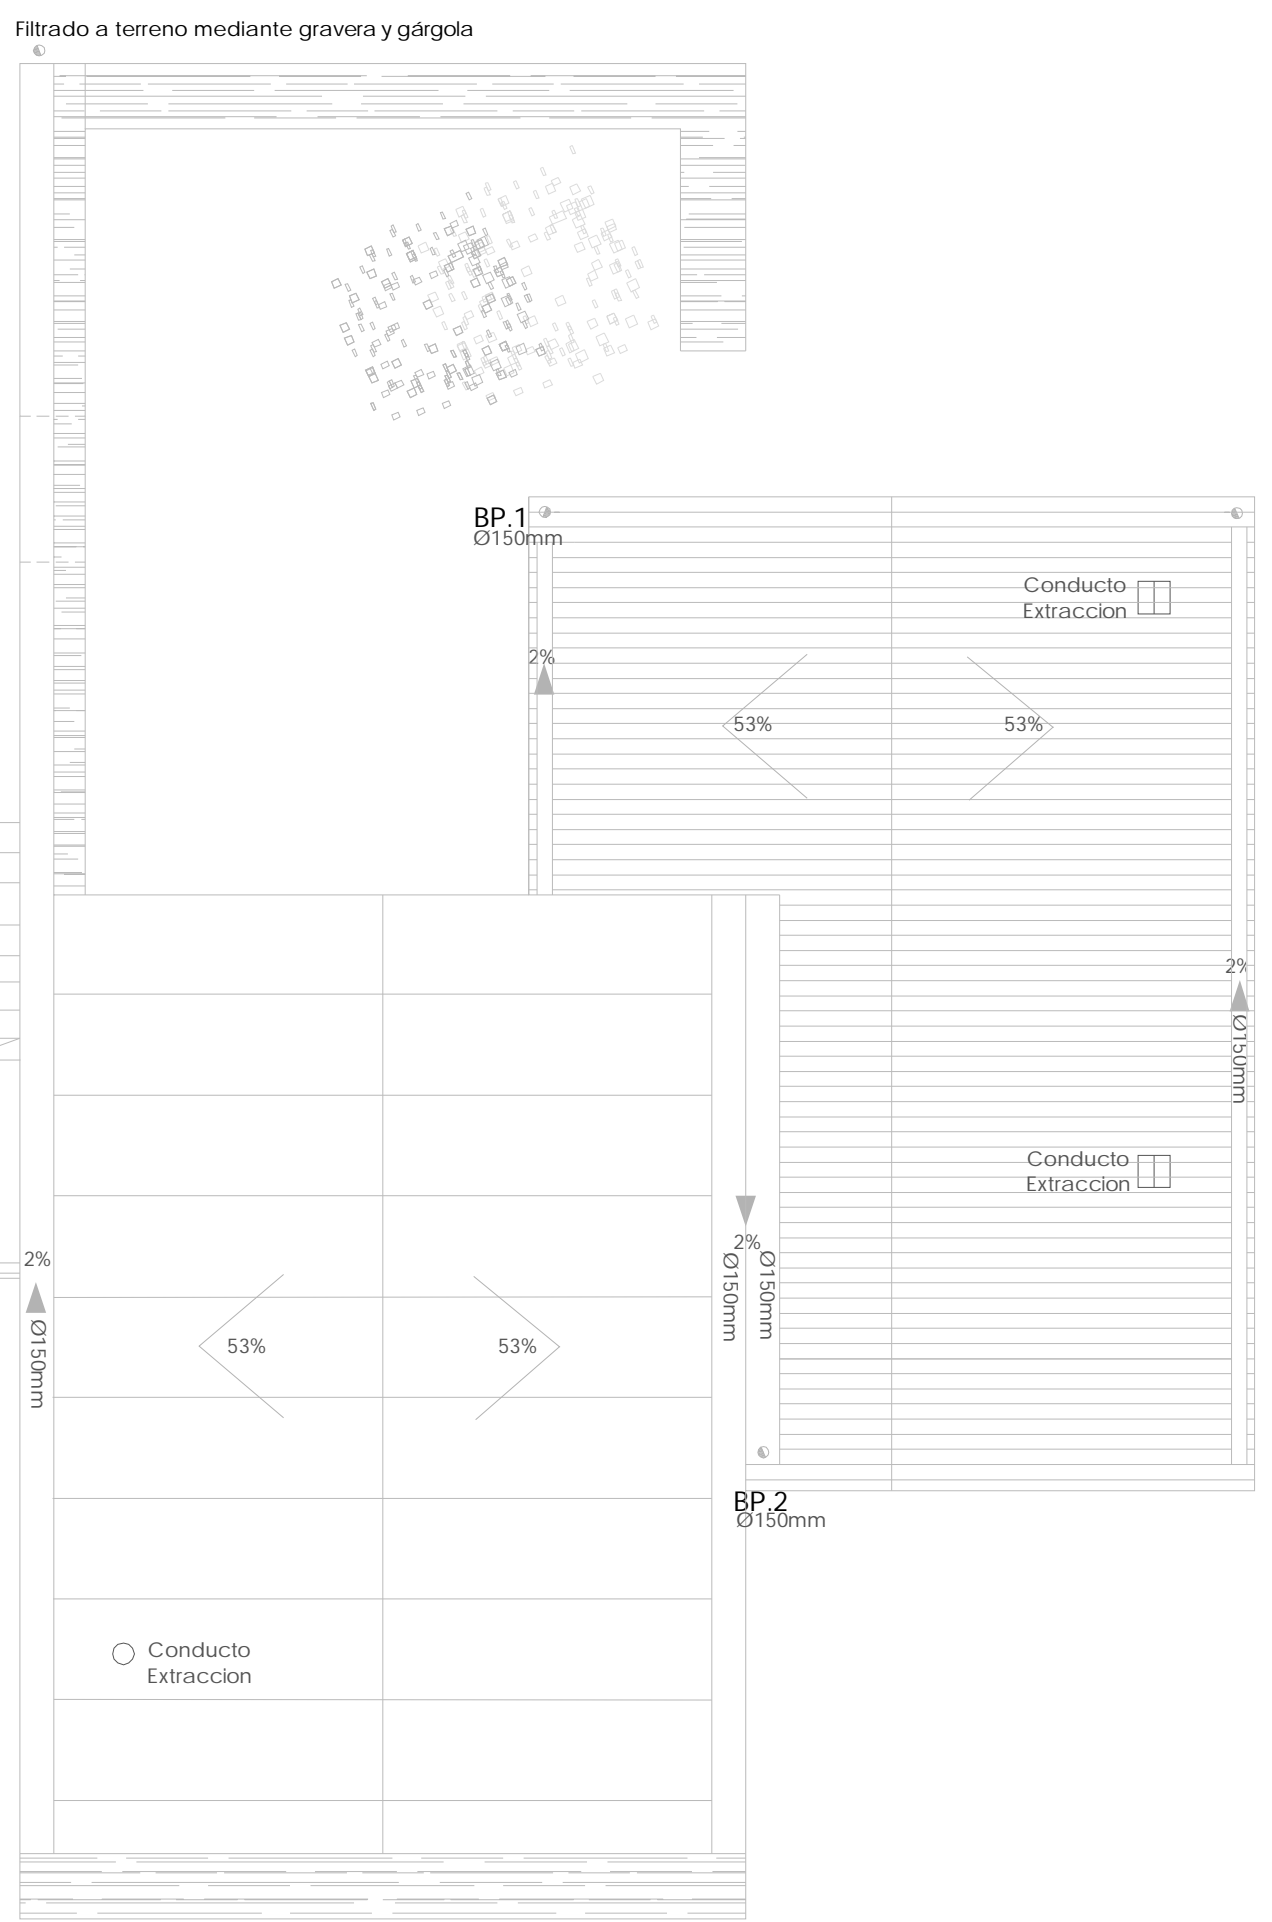 Filtrado a terreno mediante gravera y gárgola
BP.1
Ø150mm
Conducto
Extraccion
2%
53%
53%
2%
Ø150mm
Conducto
Extraccion
2%
Ø150mm
Ø150mm
2%
Ø150mm
53%
53%
BP.2
Ø150mm
Conducto
Extraccion